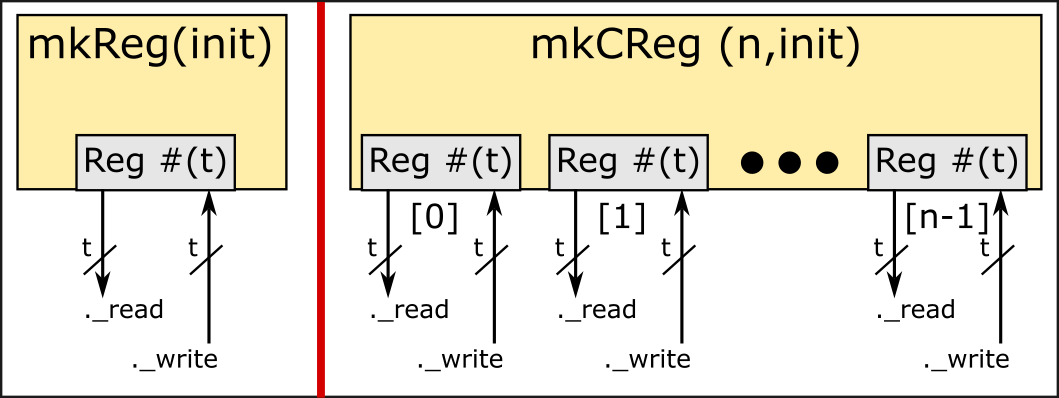 mkReg(init)
Reg #(t)
t
t
._read
._write
mkCReg (n,init)
Reg #(t)
Reg #(t)
Reg #(t)
[0]
[1]
[n-1]
t
t
t
t
t
t
._read
._read
._read
._write
._write
._write